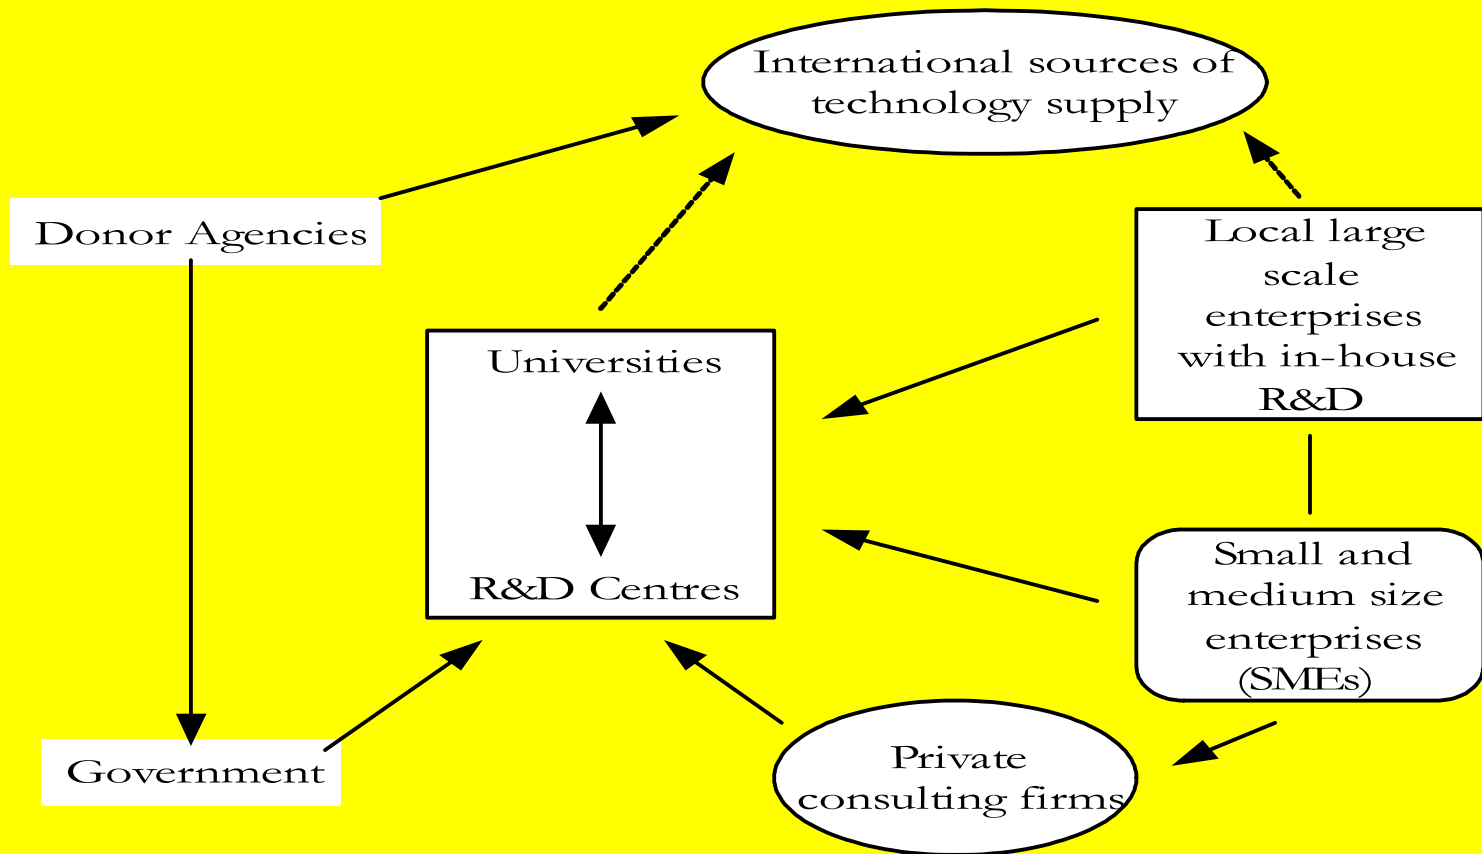 International sources of
technology supply
Donor Agencies
Local large
scale
enterprises
with in-house
R&D
Universities
R&D Centres
Small and
medium size
enterprises
(SMEs)
Government
Private
consulting firms